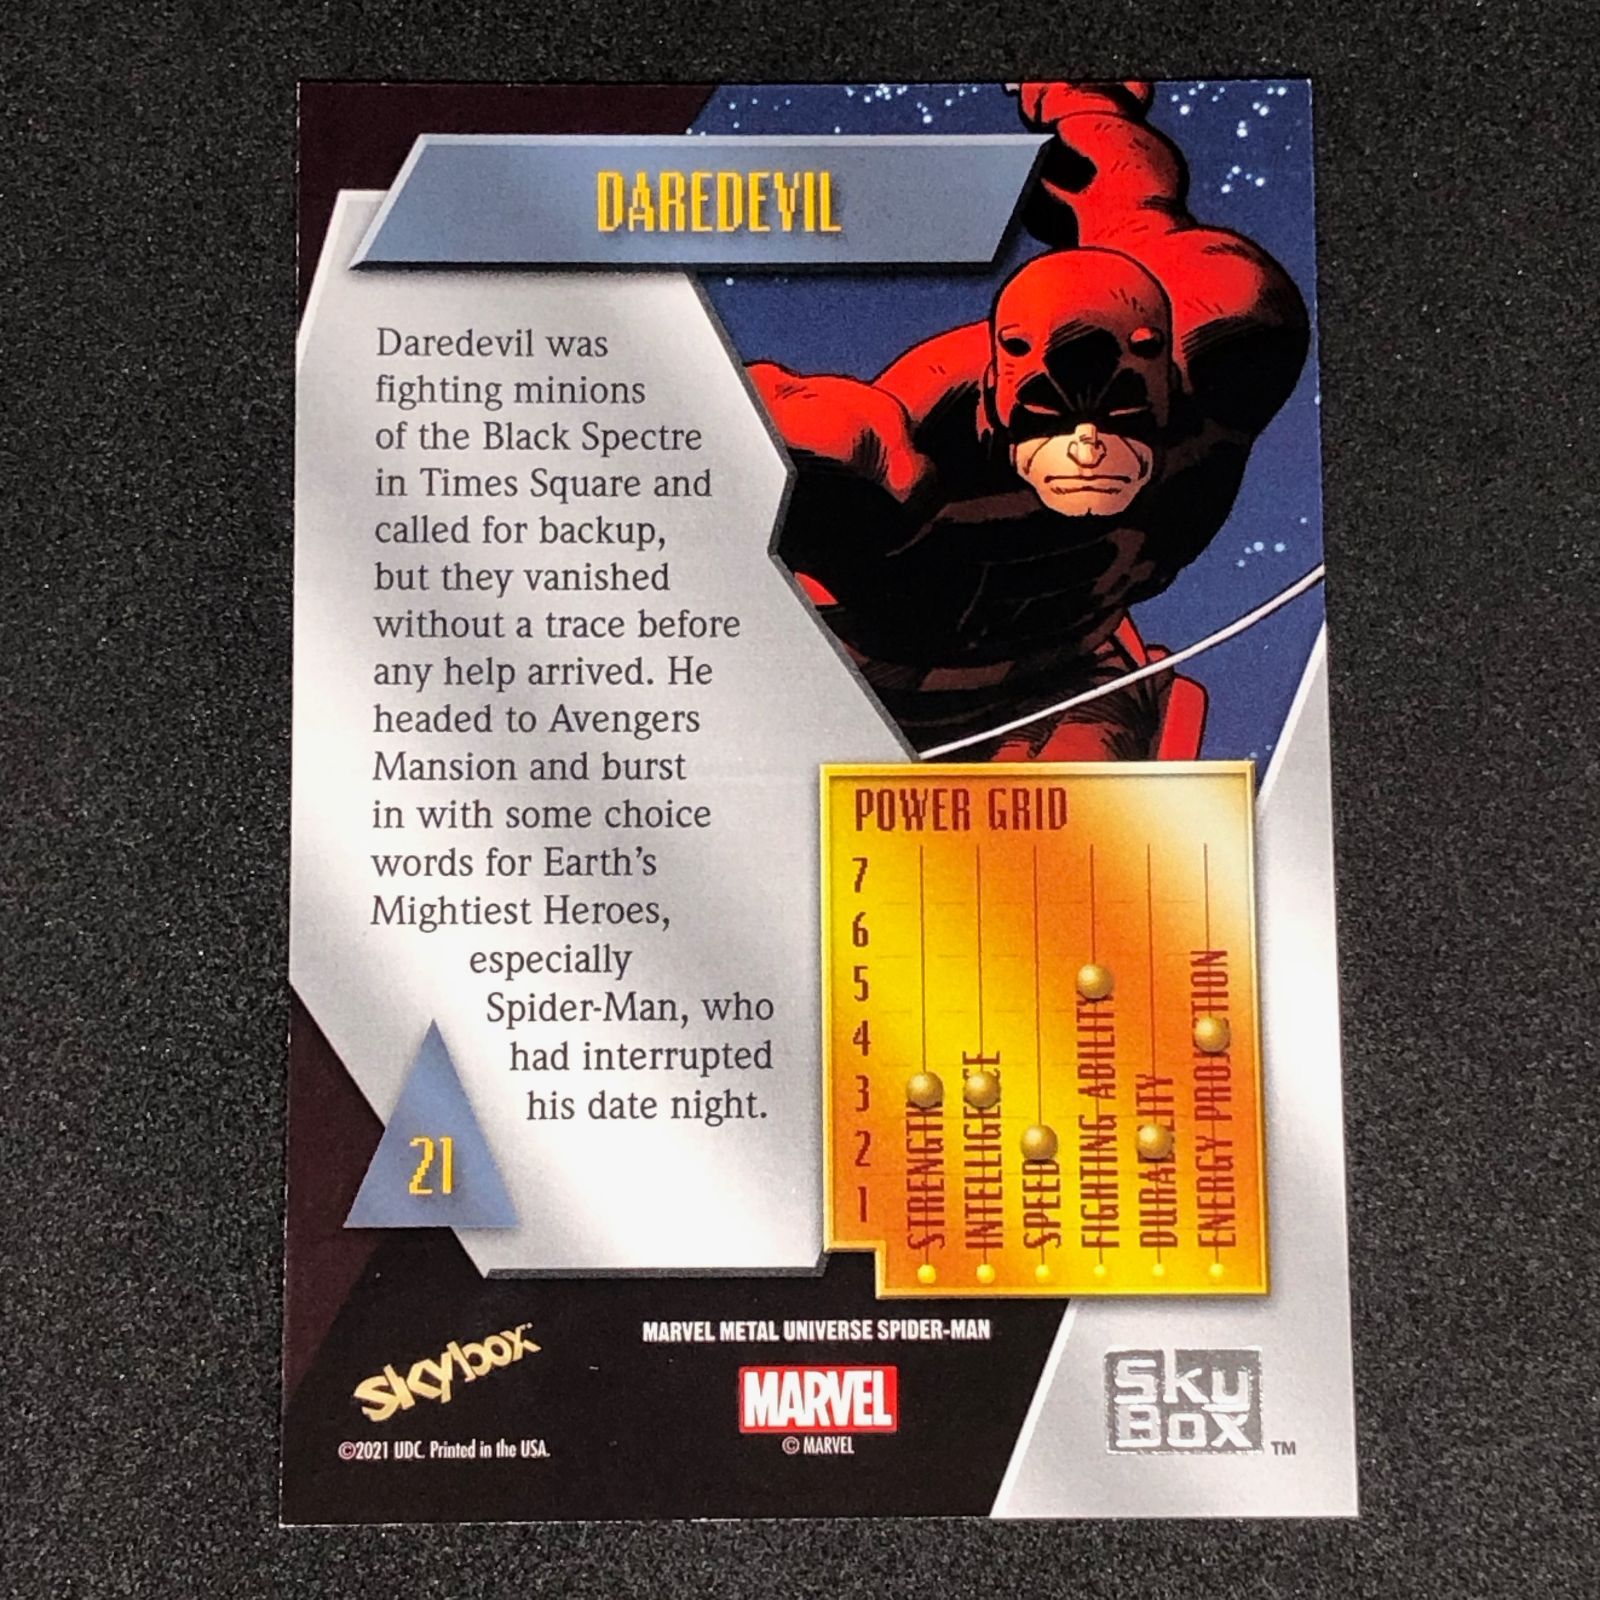 DAREDEVIL
Daredevil was
fighting minions
of the Black Spectre
in Times Square and
called for backup,
but they vanished
without a trace before
any help arrived. He
headed to Avengers
Mansion and burst
in with some choice
words for Earth's
Mightiest Heroes,
especially
Spider-Man, who
had interrupted
his date night.
21
POWER GRID
7
6
5
4
3
2
1
STRENGTH
INTELLIGENCE
SPEED
FIGHTING ABILITY
DURABILITY
ENERGY PROJECTION
skybox
©2021 UDC. Printed in the USA.
MARVEL METAL UNIVERSE SPIDER-MAN
MARVEL
© MARVEL
SkyBox
TM